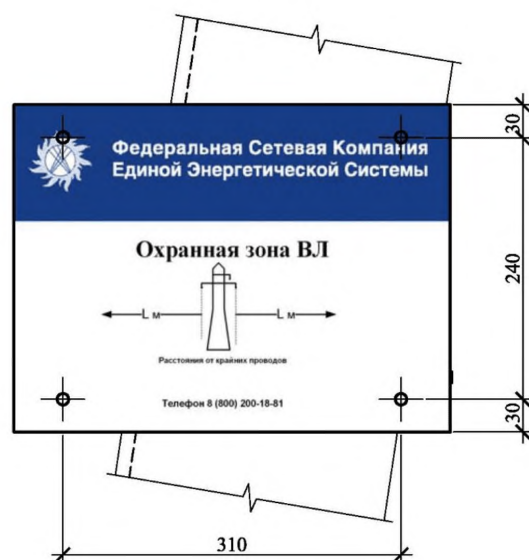 Федеральная Сетевая Компания
Единой Энергетической Системы
30
Охранная зона ВЛ
240
L м
L м
Расстояния от крайних проводов
Телефон 8 (800) 200-18-81
30
310